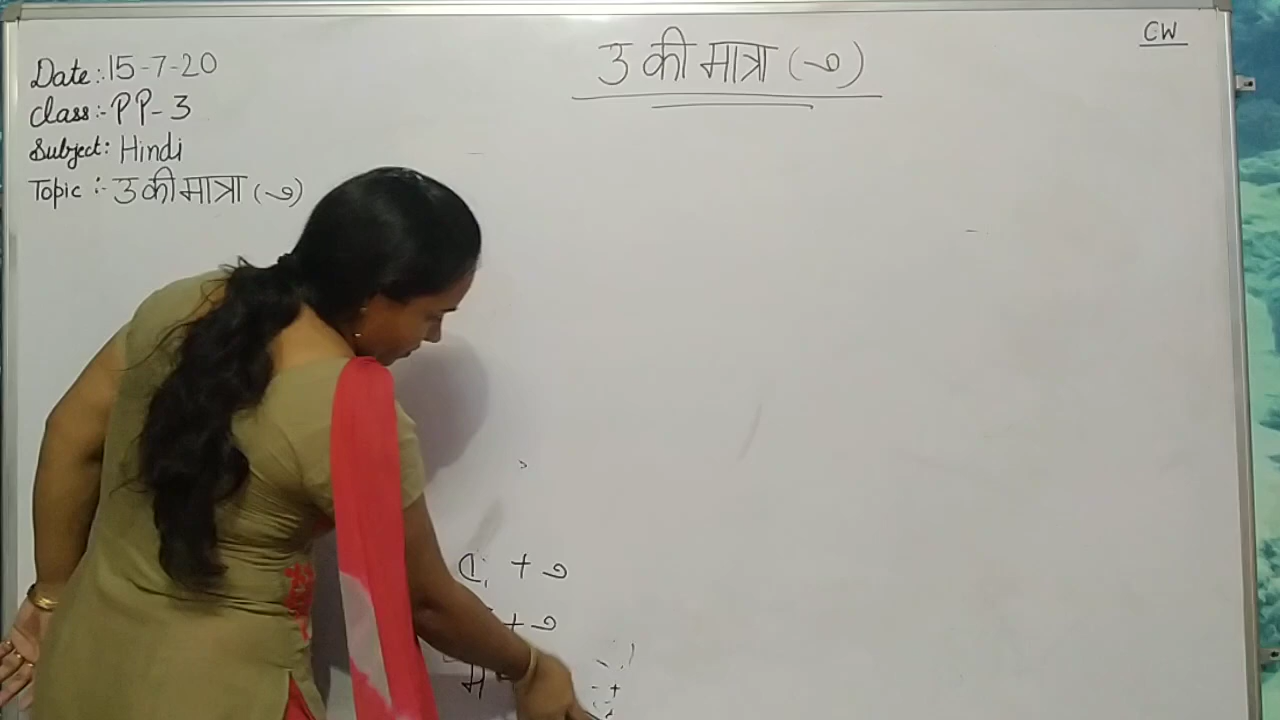 CW
उ की मात्रा (ु)
Date:- 15-7-20
Class:- PP-3
Subject: Hindi
Topic :- उ की मात्रा (ु)
+ ु
+ ु
म